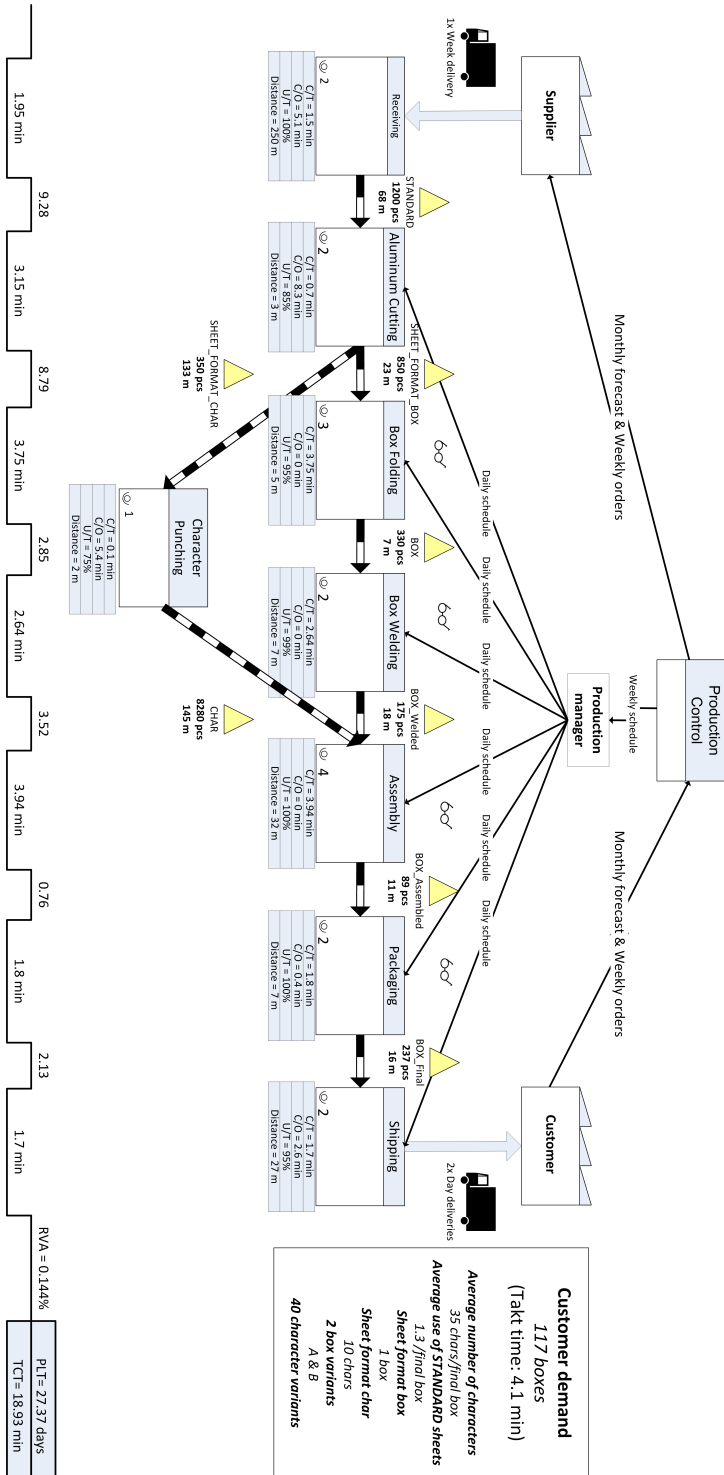 Production
Control
Monthly forecast & Weekly orders
Monthly forecast & Weekly orders
Weekly schedule
Production
manager
Supplier
Customer
1x Week delivery
2x Day deliveries
Daily schedule
Daily schedule
Daily schedule
Daily schedule
Daily schedule
Daily schedule
STANDARD
1200 pcs
68 m
SHEET_FORMAT_BOX
850 pcs
23 m
BOX
330 pcs
7 m
BOX_Welded
175 pcs
18 m
BOX_Assembled
89 pcs
11 m
BOX_Final
237 pcs
16 m
Receiving
2
C/T = 1.5 min
C/O = 5.1 min
U/T = 100%
Distance = 250 m
Aluminum Cutting
2
C/T = 0.7 min
C/O = 8.3 min
U/T = 85%
Distance = 3 m
Box Folding
3
C/T = 3.75 min
C/O = 0 min
U/T = 95%
Distance = 5 m
Box Welding
2
C/T = 2.64 min
C/O = 0 min
U/T = 99%
Distance = 7 m
Assembly
4
C/T = 3.94 min
C/O = 0 min
U/T = 100%
Distance = 32 m
Packaging
2
C/T = 1.8 min
C/O = 0.4 min
U/T = 100%
Distance = 7 m
Shipping
2
C/T = 1.7 min
C/O = 2.6 min
U/T = 95%
Distance = 27 m
SHEET_FORMAT_CHAR
350 pcs
133 m
Character
Punching
1
C/T = 0.1 min
C/O = 5.4 min
U/T = 75%
Distance = 2 m
CHAR
8280 pcs
145 m
Customer demand
117 boxes
(Takt time: 4.1 min)
Average number of characters
35 chars/final box
Average use of STANDARD sheets
1.3 /final box
Sheet format box
1 box
Sheet format char
10 chars
2 box variants
A & B
40 character variants
1.95 min
9.28
3.15 min
8.79
3.75 min
2.85
2.64 min
3.52
3.94 min
0.76
1.8 min
2.13
1.7 min
RVA = 0.144%
PLT= 27.37 days
TCT= 18.93 min